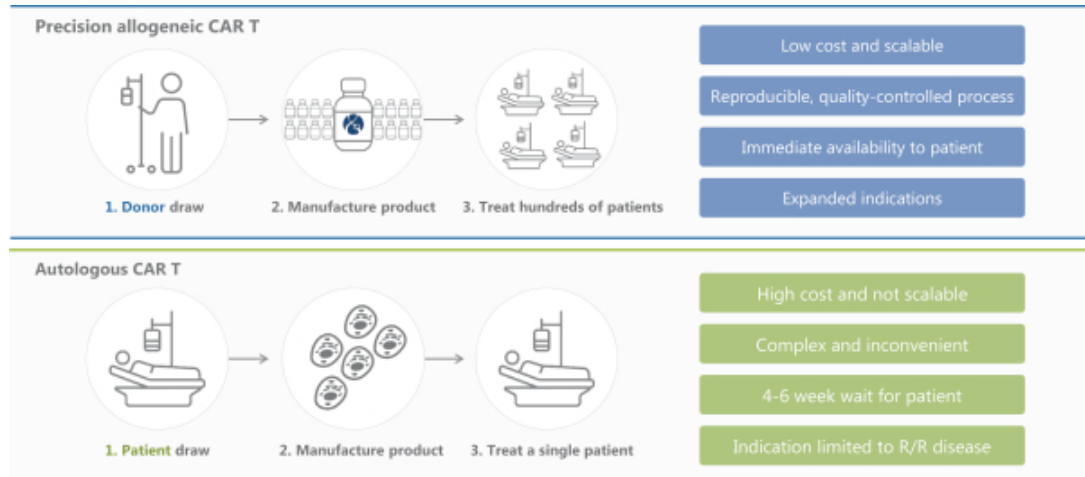 Precision allogeneic CAR T
1. Donor draw
2. Manufacture product
3. Treat hundreds of patients
Low cost and scalable
Reproducible, quality-controlled process
Immediate availability to patient
Expanded indications
Autologous CAR T
1. Patient draw
2. Manufacture product
3. Treat a single patient
High cost and not scalable
Complex and inconvenient
4-6 week wait for patient
Indication limited to R/R disease